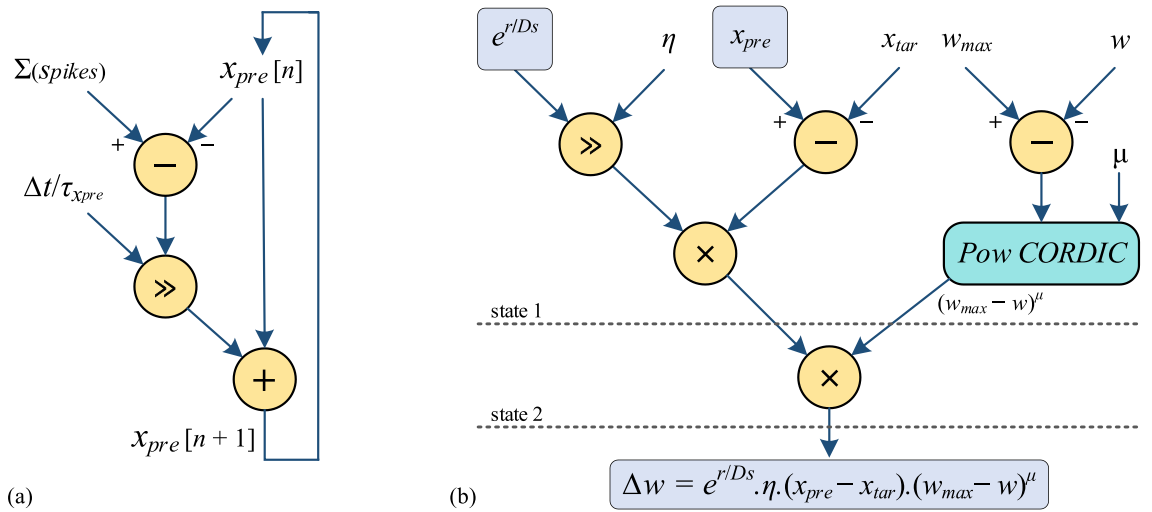 Σ(spikes)
x_pre [n]
+
−
−
Δt/τ_xpre
≫
+
x_pre [n + 1]
(a)
e^{r/Ds}
η
x_pre
x_tar
w_max
w
≫
+
−
−
+
−
−
μ
×
Pow CORDIC
(w_max − w)^μ
state 1
×
state 2
Δw = e^{r/Ds}.η.(x_pre − x_tar).(w_max − w)^μ
(b)